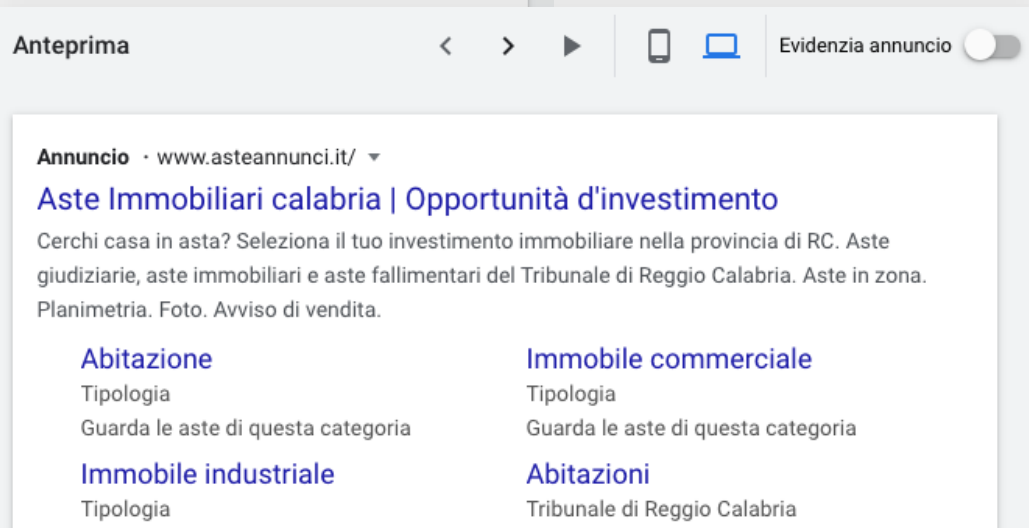 Anteprima
Evidenzia annuncio
Annuncio · www.asteannunci.it/
Aste Immobiliari calabria | Opportunità d'investimento
Cerchi casa in asta? Seleziona il tuo investimento immobiliare nella provincia di RC. Aste
giudiziarie, aste immobiliari e aste fallimentari del Tribunale di Reggio Calabria. Aste in zona.
Planimetria. Foto. Avviso di vendita.
Abitazione
Tipologia
Guarda le aste di questa categoria
Immobile commerciale
Tipologia
Guarda le aste di questa categoria
Immobile industriale
Tipologia
Abitazioni
Tribunale di Reggio Calabria